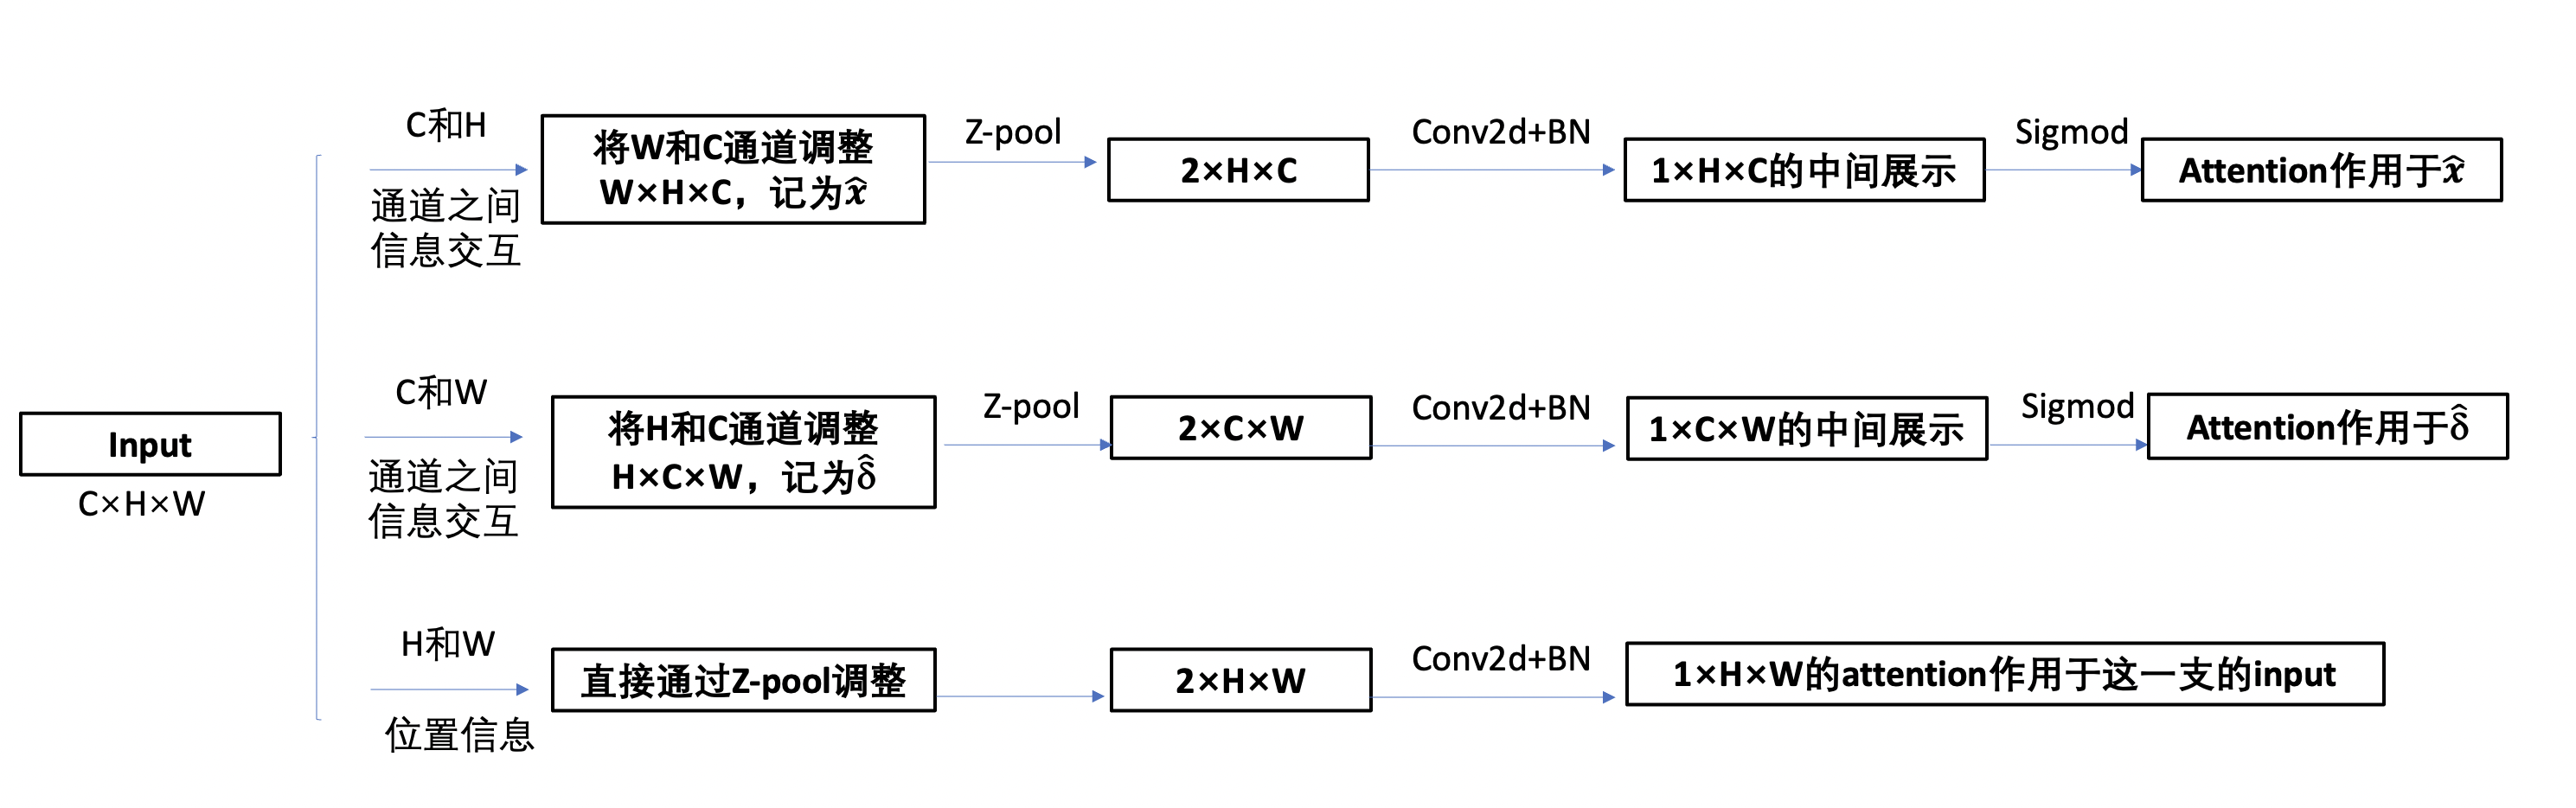 Input
C×H×W
C和H
通道之间
信息交互
将W和C通道调整
W×H×C，记为x̂
Z-pool
2×H×C
Conv2d+BN
1×H×C的中间展示
Sigmod
Attention作用于x̂
C和W
通道之间
信息交互
将H和C通道调整
H×C×W，记为δ̂
Z-pool
2×C×W
Conv2d+BN
1×C×W的中间展示
Sigmod
Attention作用于δ̂
H和W
位置信息
直接通过Z-pool调整
2×H×W
Conv2d+BN
1×H×W的attention作用于这一支的input